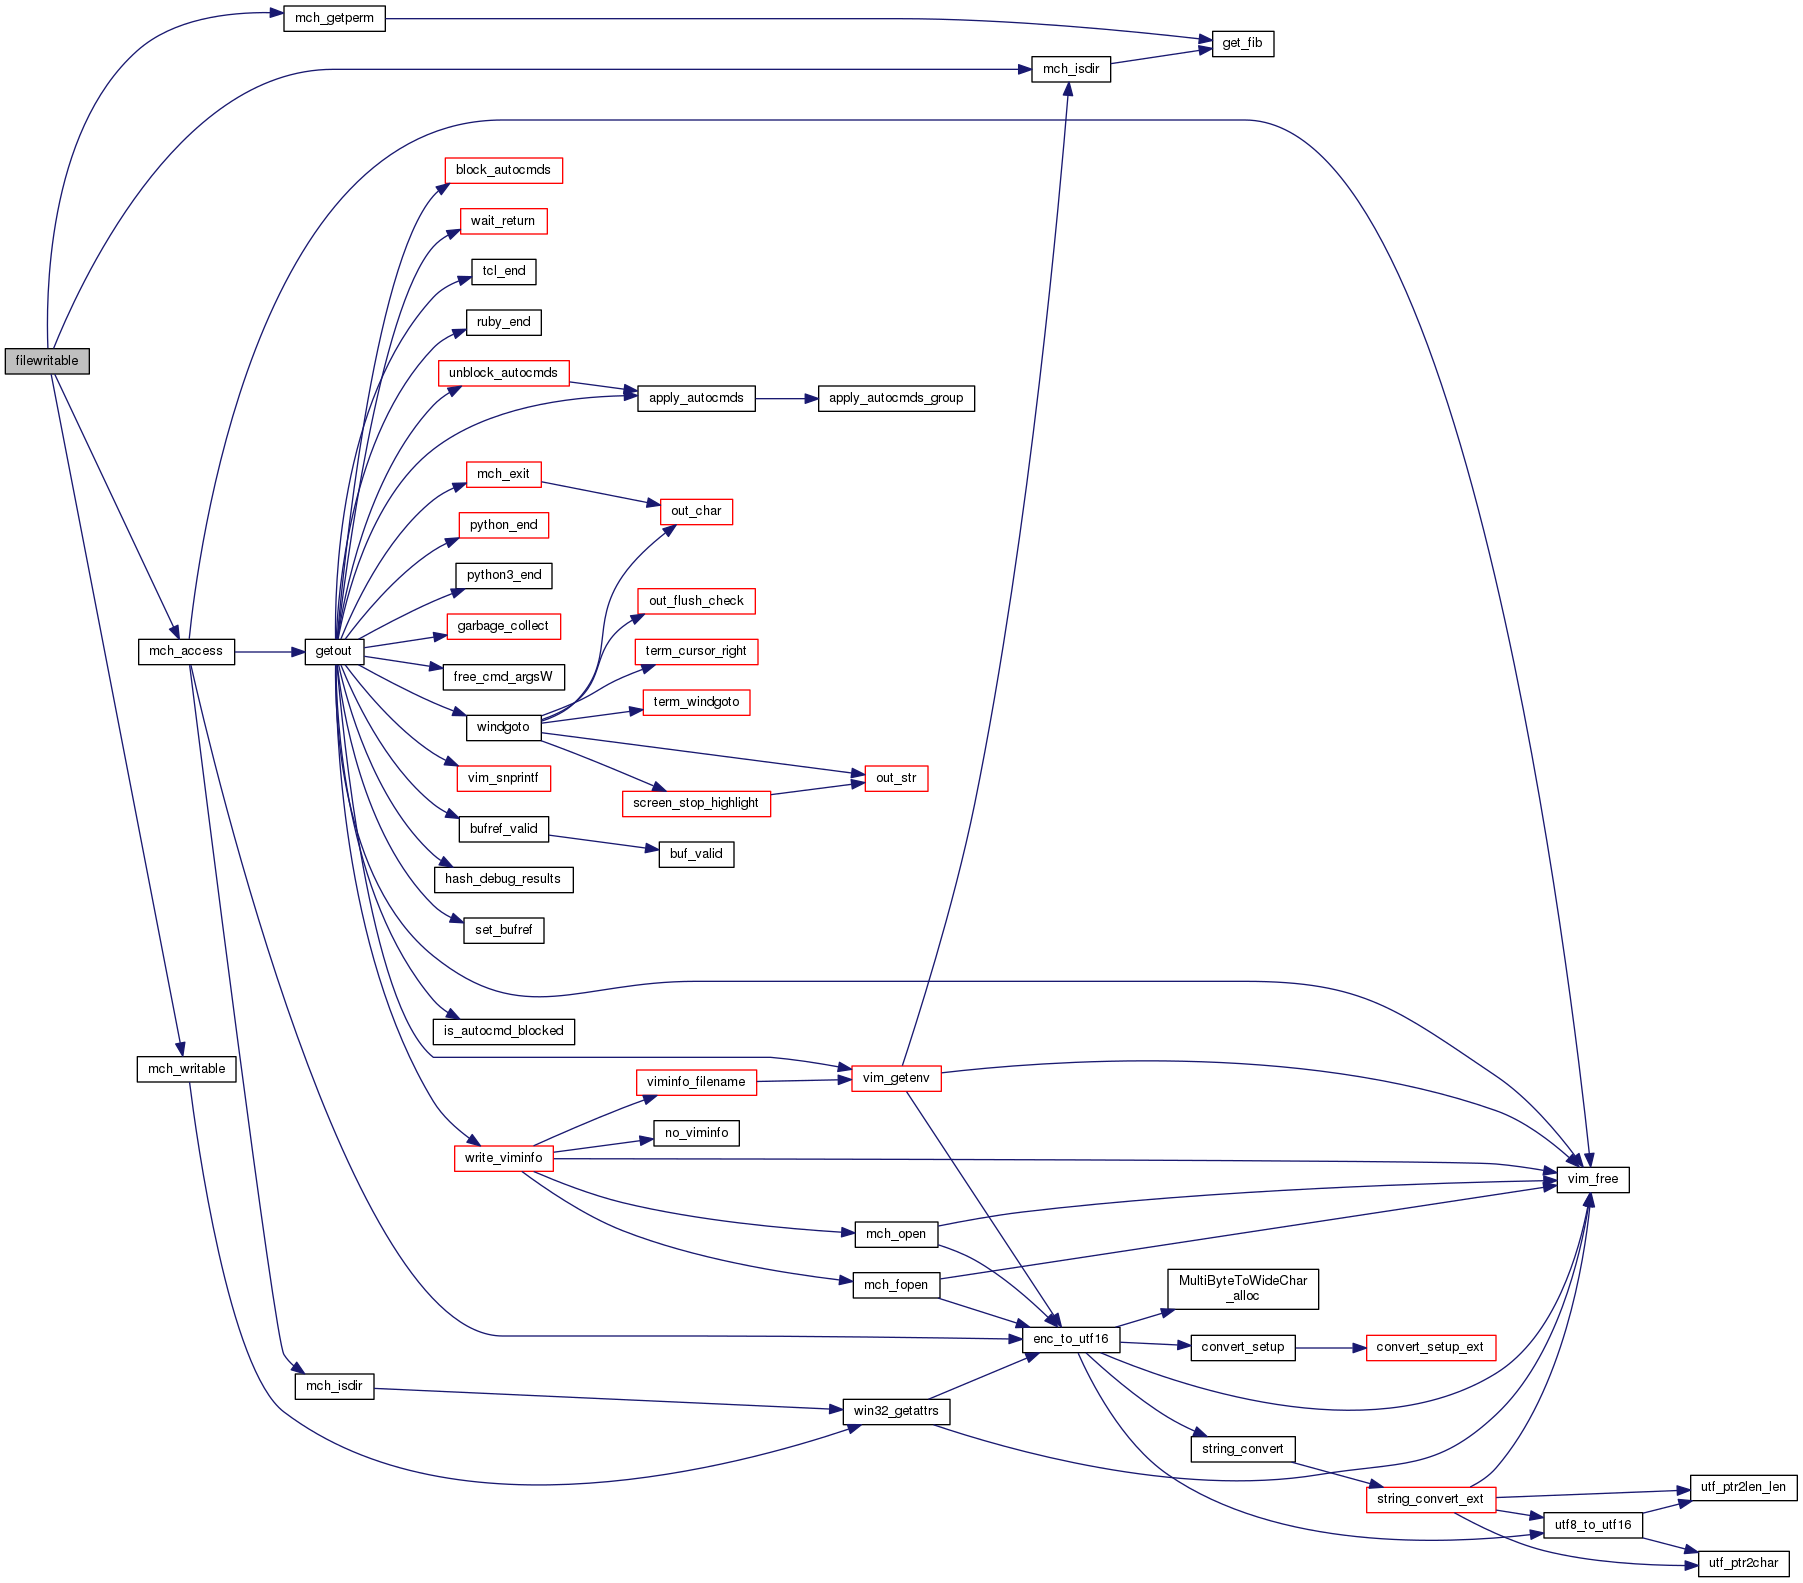 mch_getperm
get_fib
mch_isdir
block_autocmds
wait_return
tcl_end
ruby_end
filewritable
unblock_autocmds
apply_autocmds
apply_autocmds_group
mch_exit
out_char
python_end
python3_end
out_flush_check
garbage_collect
mch_access
getout
term_cursor_right
free_cmd_argsW
term_windgoto
windgoto
vim_snprintf
out_str
screen_stop_highlight
bufref_valid
buf_valid
hash_debug_results
set_bufref
is_autocmd_blocked
mch_writable
viminfo_filename
vim_getenv
no_viminfo
write_viminfo
vim_free
mch_open
mch_fopen
MultiByteToWideChar
_alloc
enc_to_utf16
convert_setup
convert_setup_ext
mch_isdir
win32_getattrs
string_convert
utf_ptr2len_len
string_convert_ext
utf8_to_utf16
utf_ptr2char